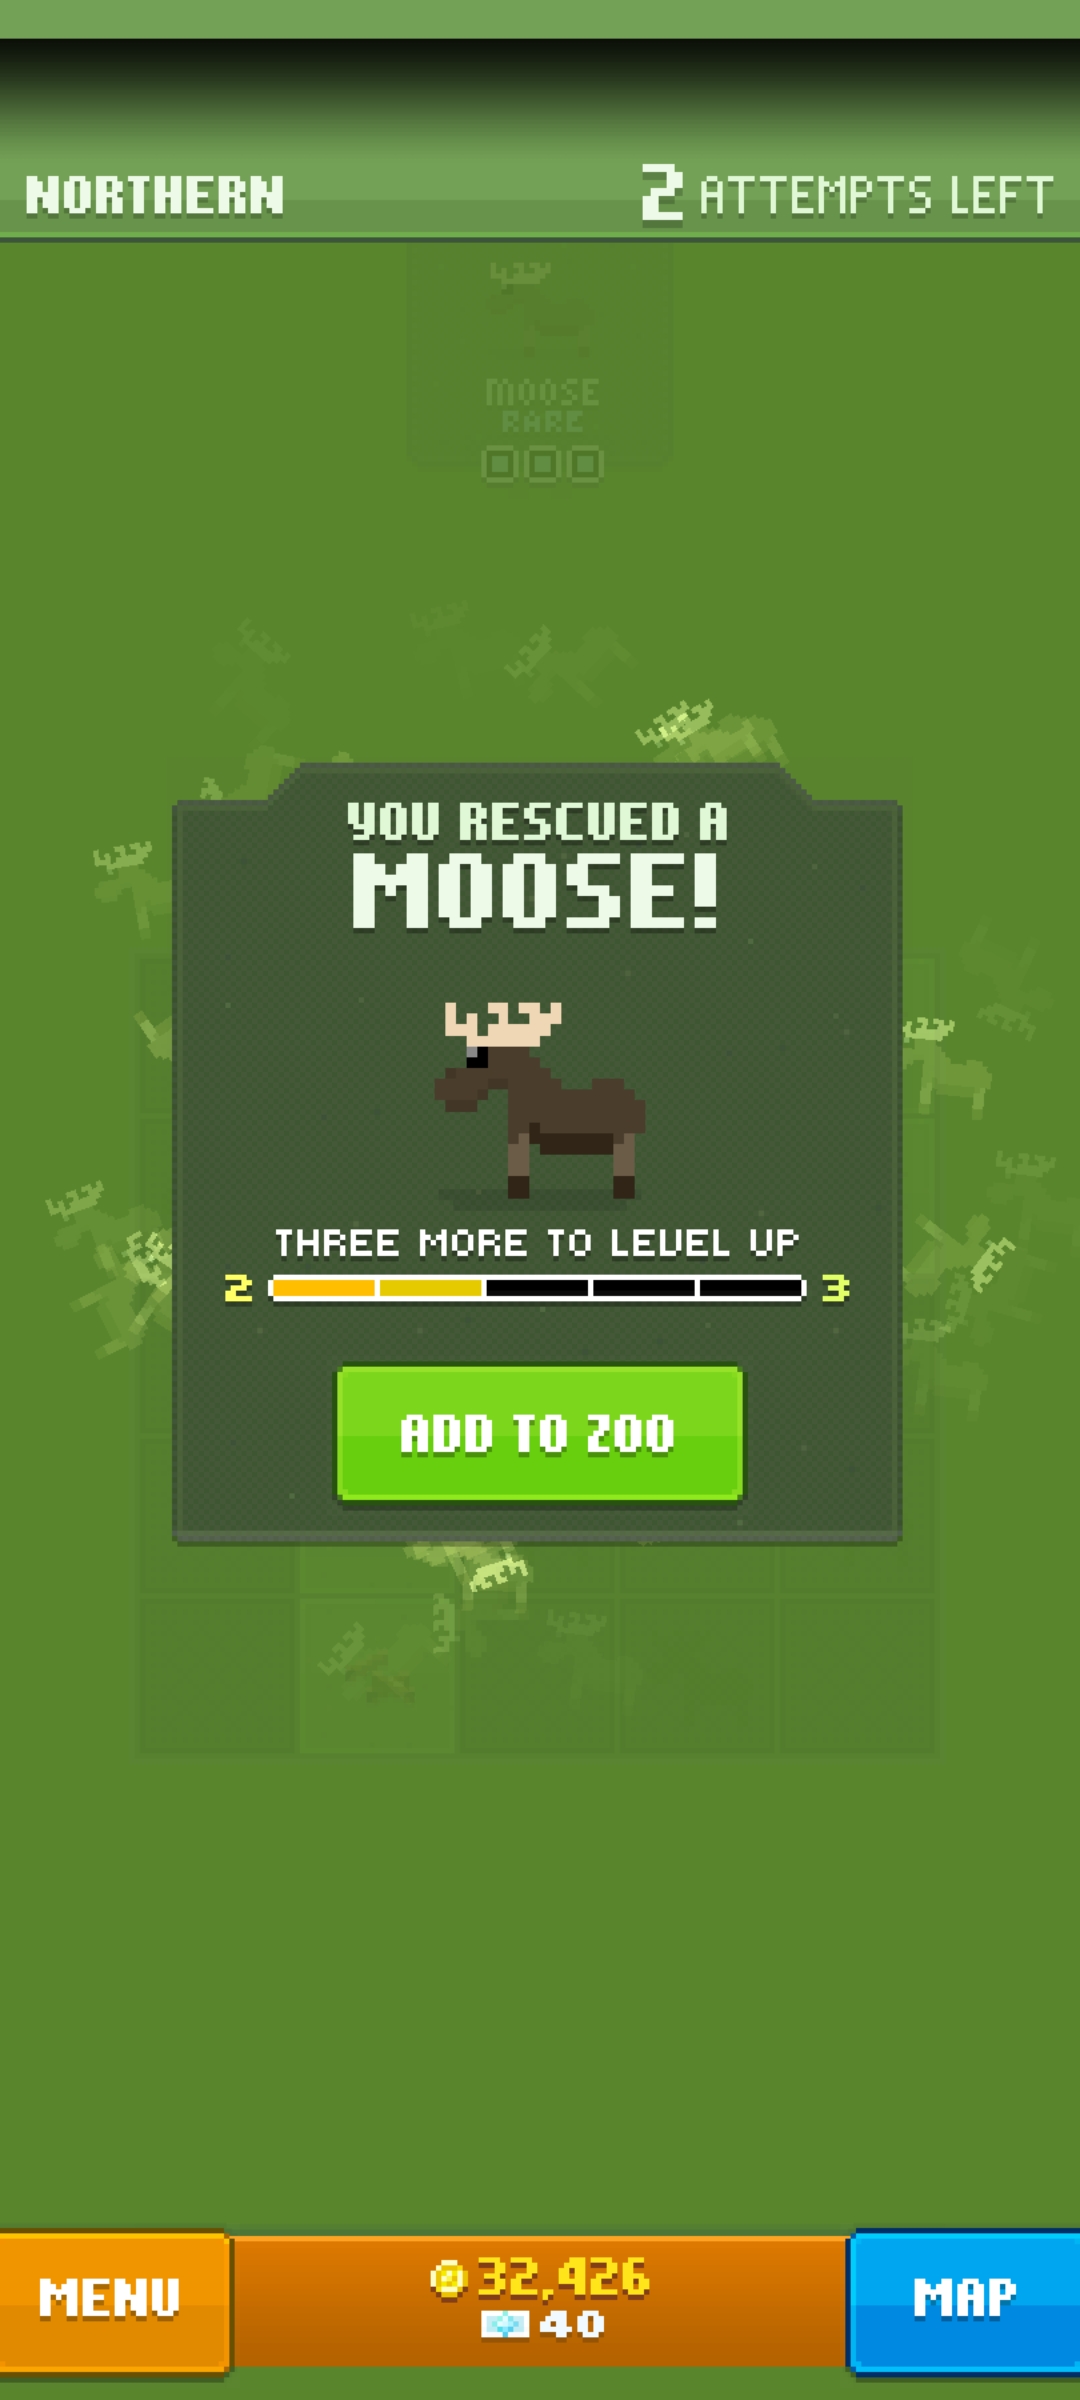 NORTHERN
2 ATTEMPTS LEFT
MOOSE
RARE
YOU RESCUED A
MOOSE!
THREE MORE TO LEVEL UP
2 3
ADD TO ZOO
MENU
32,426
40
MAP